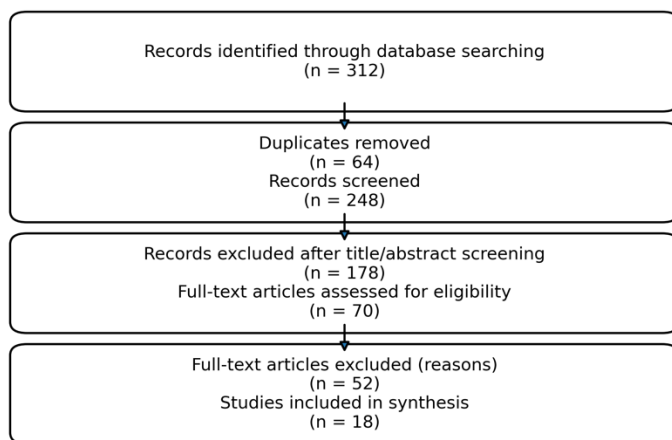 Records identified through database searching
(n = 312)
Duplicates removed
(n = 64)
Records screened
(n = 248)
Records excluded after title/abstract screening
(n = 178)
Full-text articles assessed for eligibility
(n = 70)
Full-text articles excluded (reasons)
(n = 52)
Studies included in synthesis
(n = 18)